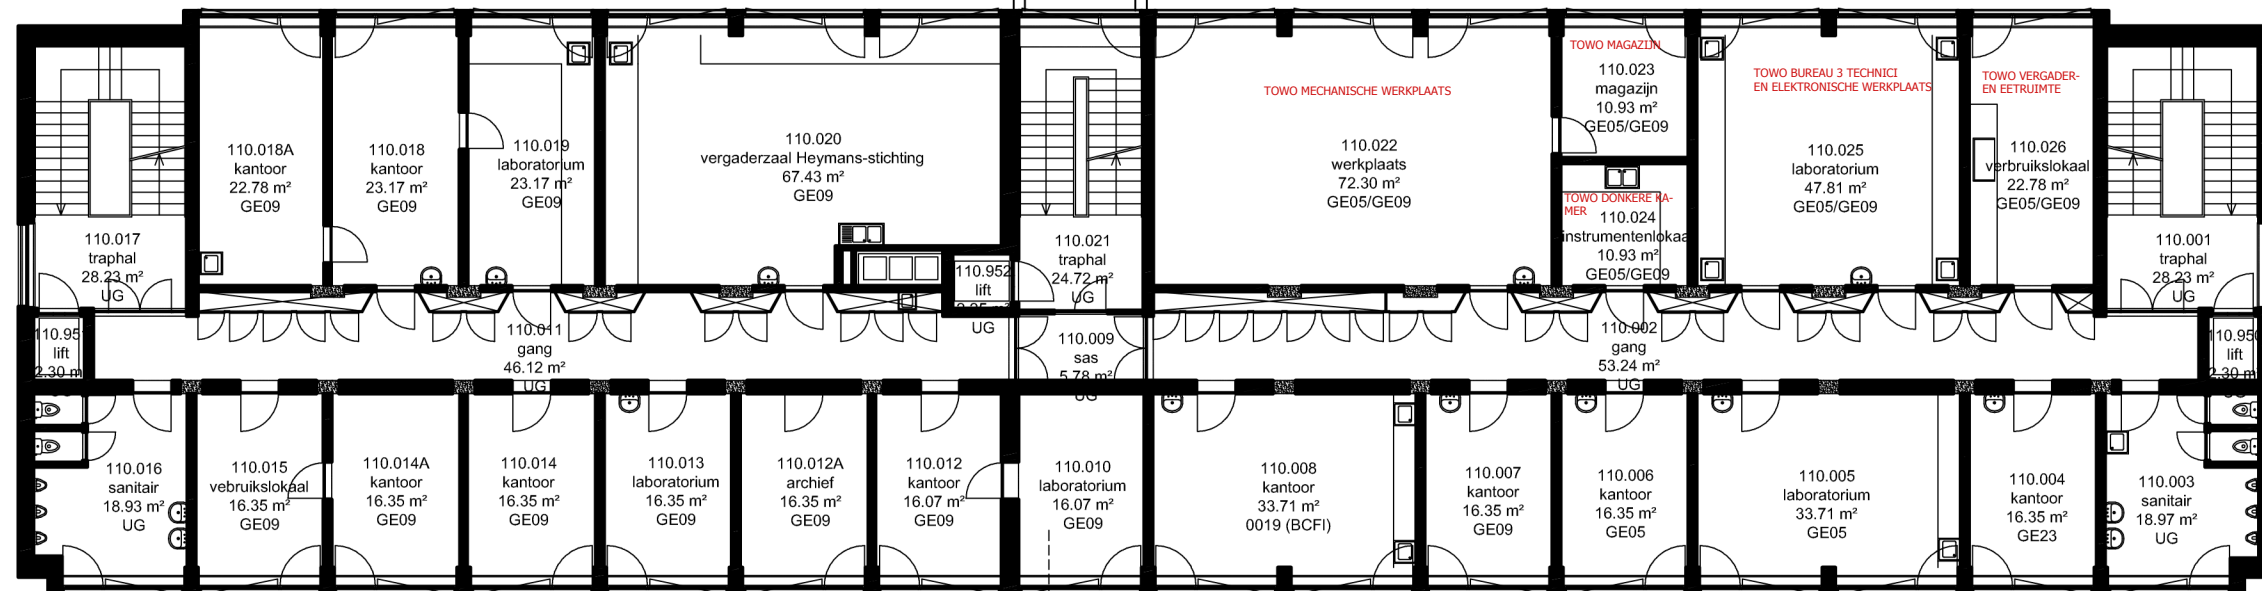 110.018A
kantoor
22.78 m²
GE09
110.018
kantoor
23.17 m²
GE09
110.019
laboratorium
23.17 m²
GE09
110.020
vergaderzaal Heymans-stichting
67.43 m²
GE09
TOWO MECHANISCHE WERKPLAATS
110.022
werkplaats
72.30 m²
GE05/GE09
TOWO MAGAZIJN
110.023
magazijn
10.93 m²
GE05/GE09
TOWO DONKERE KA-
MER
110.024
instrumentenlokaa
10.93 m²
GE05/GE09
TOWO BUREAU 3 TECHNICI
EN ELEKTRONISCHE WERKPLAATS
110.025
laboratorium
47.81 m²
GE05/GE09
TOWO VERGADER-
EN EETRUIMTE
110.026
verbruikslokaal
22.78 m²
GE05/GE09
110.017
traphal
28.23 m²
UG
110.952
lift
UG
110.021
traphal
24.72 m²
UG
110.001
traphal
28.23 m²
UG
110.95
lift
2.30 m
110.011
gang
46.12 m²
UG
110.009
sas
5.78 m²
UG
110.002
gang
53.24 m²
UG
110.950
lift
2.30 m
110.016
sanitair
18.93 m²
UG
110.015
vebruikslokaal
16.35 m²
GE09
110.014A
kantoor
16.35 m²
GE09
110.014
kantoor
16.35 m²
GE09
110.013
laboratorium
16.35 m²
GE09
110.012A
archief
16.35 m²
GE09
110.012
kantoor
16.07 m²
GE09
110.010
laboratorium
16.07 m²
GE09
110.008
kantoor
33.71 m²
0019 (BCFI)
110.007
kantoor
16.35 m²
GE09
110.006
kantoor
16.35 m²
GE05
110.005
laboratorium
33.71 m²
GE05
110.004
kantoor
16.35 m²
GE23
110.003
sanitair
18.97 m²
UG